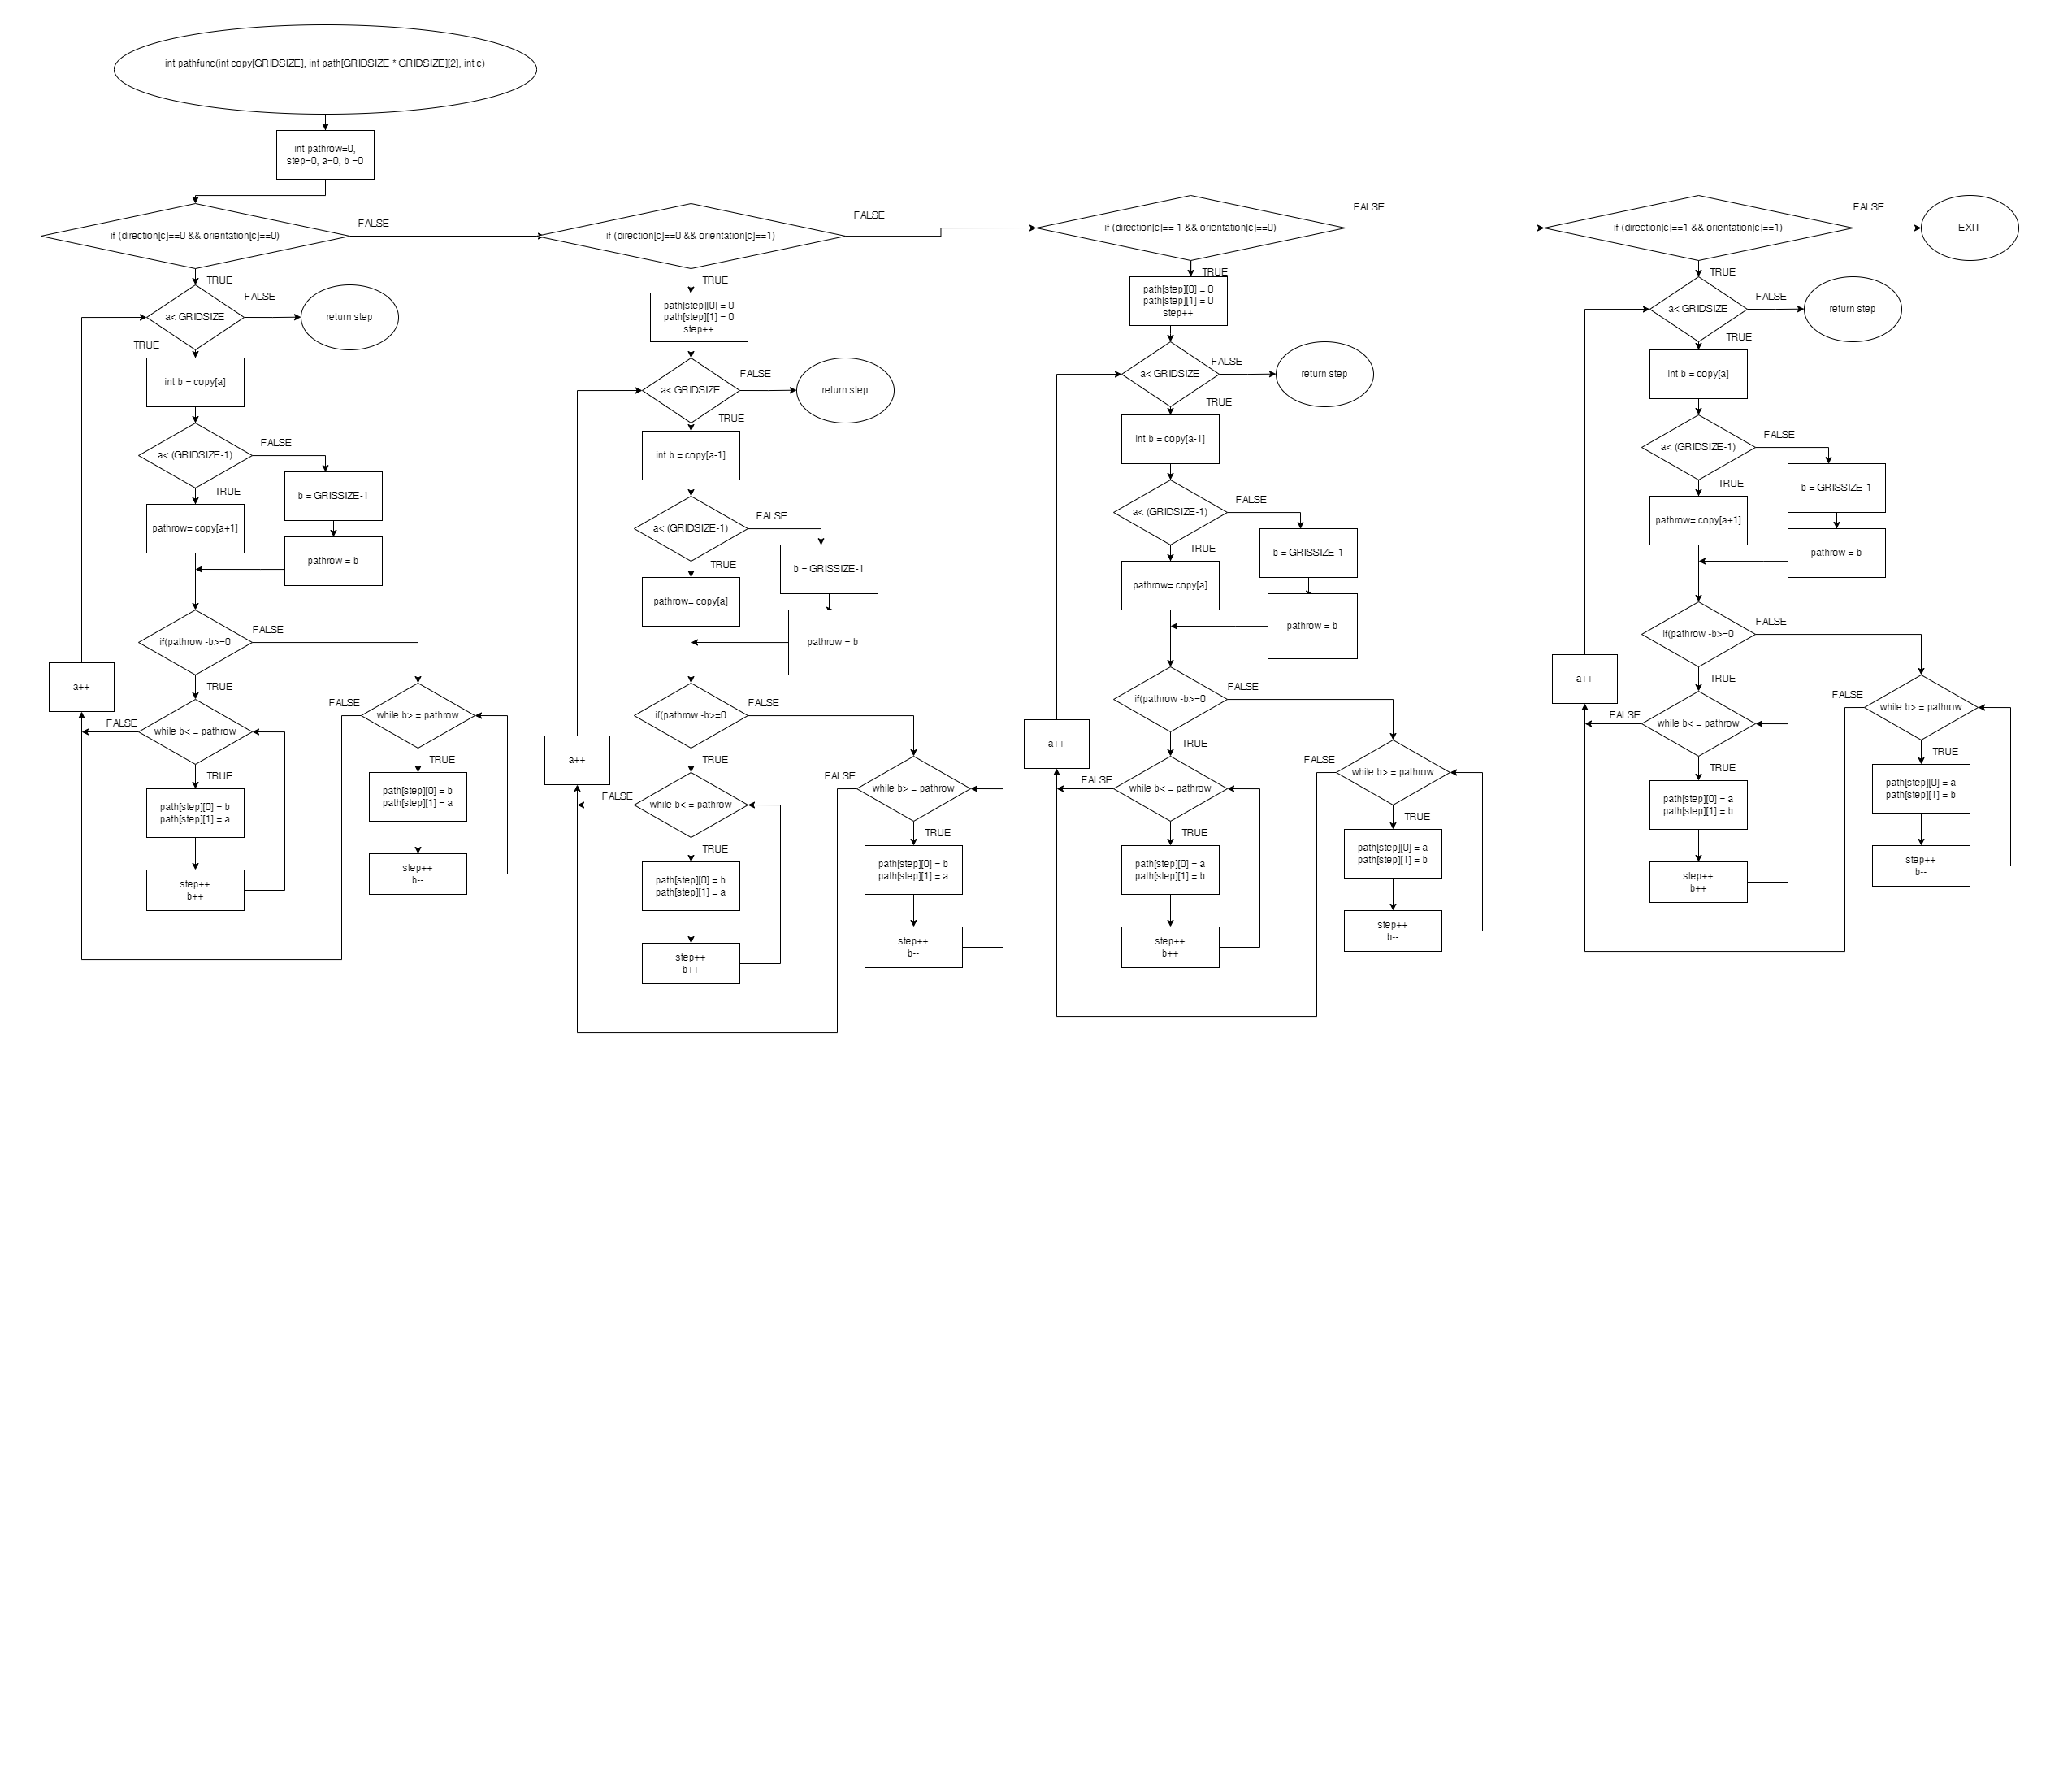 int pathfunc(int copy[GRIDSIZE], int path[GRIDSIZE * GRIDSIZE][2], int c)
int pathrow=0,
step=0, a=0, b =0
if (direction[c]==0 && orientation[c]==0)
FALSE
TRUE
a< GRIDSIZE
FALSE
return step
TRUE
int b = copy[a]
a< (GRIDSIZE-1)
FALSE
b = GRISSIZE-1
TRUE
pathrow= copy[a+1]
pathrow = b
if(pathrow -b>=0
FALSE
TRUE
a++
FALSE
while b< = pathrow
FALSE
while b> = pathrow
TRUE
path[step][0] = b
path[step][1] = a
step++
b++
TRUE
path[step][0] = b
path[step][1] = a
step++
b--
if (direction[c]==0 && orientation[c]==1)
FALSE
TRUE
path[step][0] = 0
path[step][1] = 0
step++
a< GRIDSIZE
FALSE
return step
TRUE
int b = copy[a-1]
a< (GRIDSIZE-1)
FALSE
b = GRISSIZE-1
TRUE
pathrow= copy[a]
pathrow = b
if(pathrow -b>=0
FALSE
TRUE
a++
FALSE
while b< = pathrow
FALSE
while b> = pathrow
TRUE
path[step][0] = b
path[step][1] = a
step++
b++
TRUE
path[step][0] = b
path[step][1] = a
step++
b--
if (direction[c]== 1 && orientation[c]==0)
FALSE
TRUE
path[step][0] = 0
path[step][1] = 0
step++
a< GRIDSIZE
FALSE
return step
TRUE
int b = copy[a-1]
a< (GRIDSIZE-1)
FALSE
b = GRISSIZE-1
TRUE
pathrow= copy[a]
pathrow = b
if(pathrow -b>=0
FALSE
TRUE
a++
FALSE
while b< = pathrow
FALSE
while b> = pathrow
TRUE
path[step][0] = a
path[step][1] = b
step++
b++
TRUE
path[step][0] = a
path[step][1] = b
step++
b--
if (direction[c]==1 && orientation[c]==1)
FALSE
EXIT
TRUE
a< GRIDSIZE
FALSE
return step
TRUE
int b = copy[a]
a< (GRIDSIZE-1)
FALSE
b = GRISSIZE-1
TRUE
pathrow= copy[a+1]
pathrow = b
if(pathrow -b>=0
FALSE
TRUE
a++
FALSE
while b< = pathrow
FALSE
while b> = pathrow
TRUE
path[step][0] = a
path[step][1] = b
step++
b++
TRUE
path[step][0] = a
path[step][1] = b
step++
b--